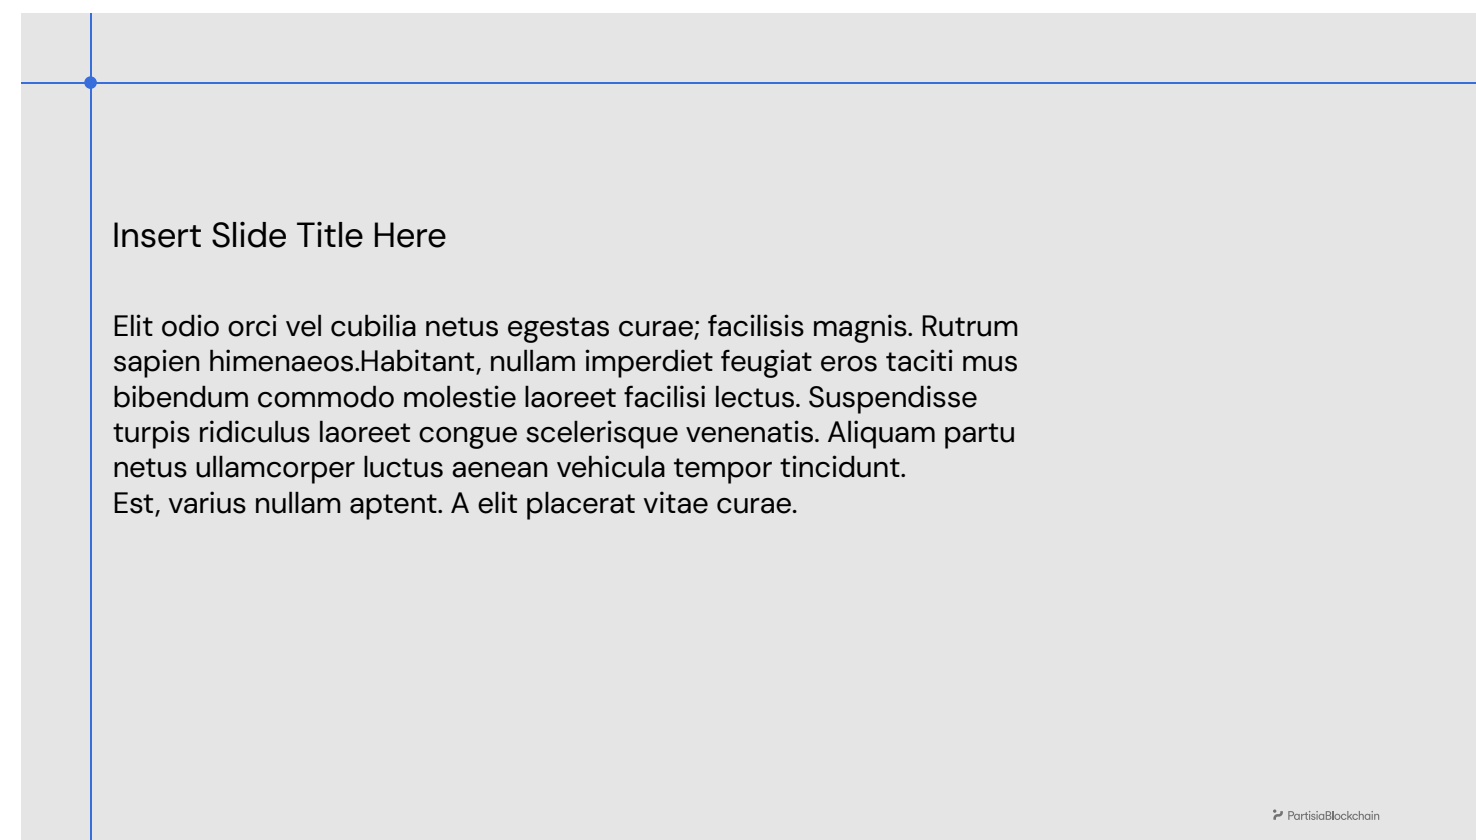 Insert Slide Title Here
Elit odio orci vel cubilia netus egestas curae; facilisis magnis. Rutrum
sapien himenaeos.Habitant, nullam imperdiet feugiat eros taciti mus
bibendum commodo molestie laoreet facilisi lectus. Suspendisse
turpis ridiculus laoreet congue scelerisque venenatis. Aliquam partu
netus ullamcorper luctus aenean vehicula tempor tincidunt.
Est, varius nullam aptent. A elit placerat vitae curae.
PartisiaBlockchain